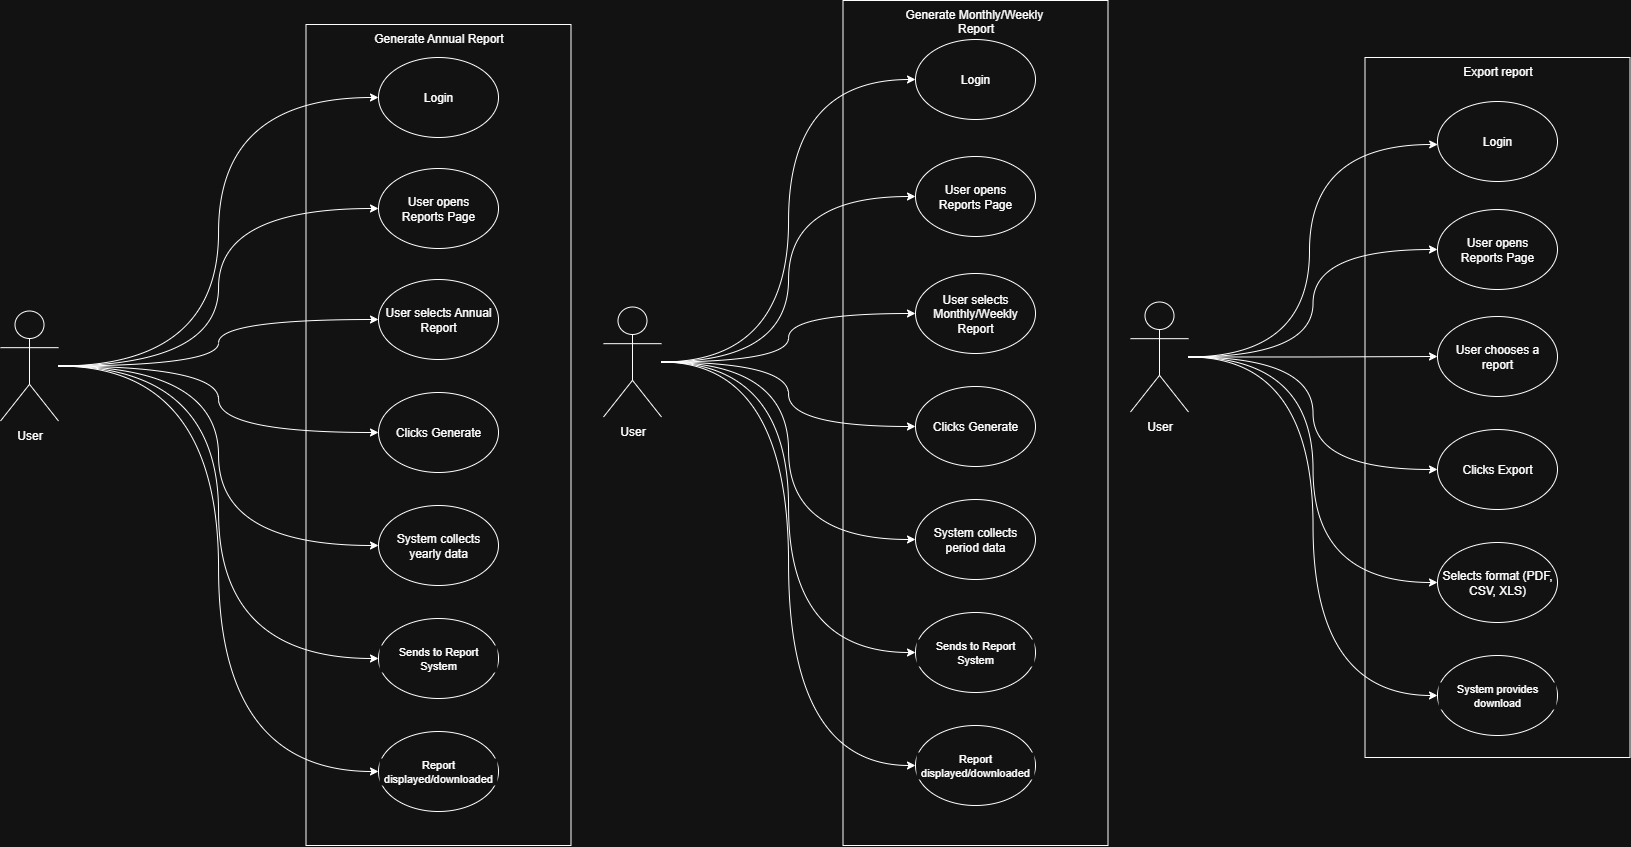 Generate Annual Report
Login
User opens
Reports Page
User selects Annual
Report
Clicks Generate
System collects
yearly data
Sends to Report
System
Report
displayed/downloaded
User
Generate Monthly/Weekly
Report
Login
User opens
Reports Page
User selects
Monthly/Weekly
Report
Clicks Generate
System collects
period data
Sends to Report
System
Report
displayed/downloaded
User
Export report
Login
User opens
Reports Page
User chooses a
report
Clicks Export
Selects format (PDF,
CSV, XLS)
System provides
download
User